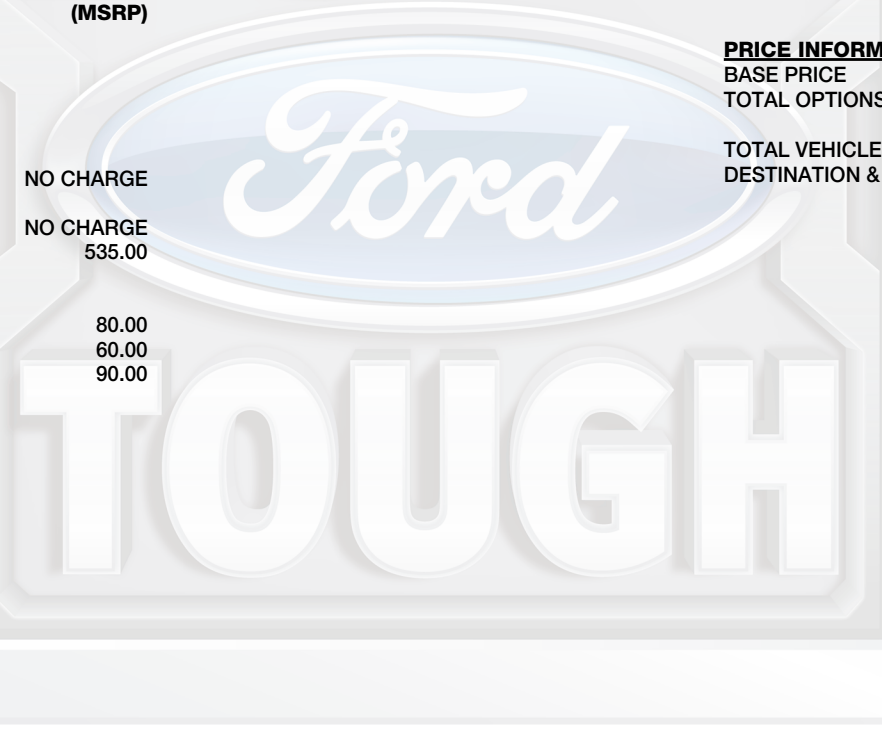 (MSRP)
NO CHARGE
NO CHARGE
535.00
80.00
60.00
90.00
PRICE INFORM
BASE PRICE
TOTAL OPTIONS
TOTAL VEHICLE
DESTINATION &
Ford
TOUGH